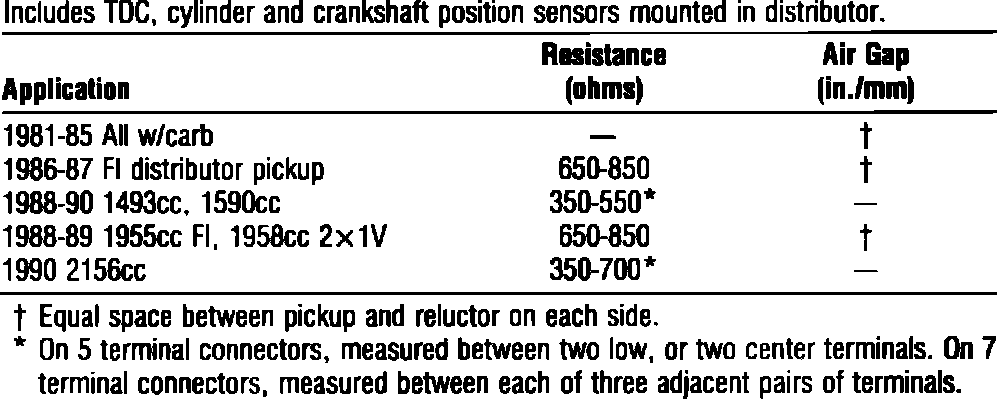 Includes TDC, cylinder and crankshaft position sensors mounted in distributor.
Resistance Air Gap
Application (ohms) (in./mm)
1981-85 All w/carb — †
1986-87 FI distributor pickup 650-850 †
1988-90 1493cc, 1590cc 350-550* —
1988-89 1955cc FI, 1958cc 2×1V 650-850 †
1990 2156cc 350-700* —
† Equal space between pickup and reluctor on each side.
* On 5 terminal connectors, measured between two low, or two center terminals. On 7
terminal connectors, measured between each of three adjacent pairs of terminals.